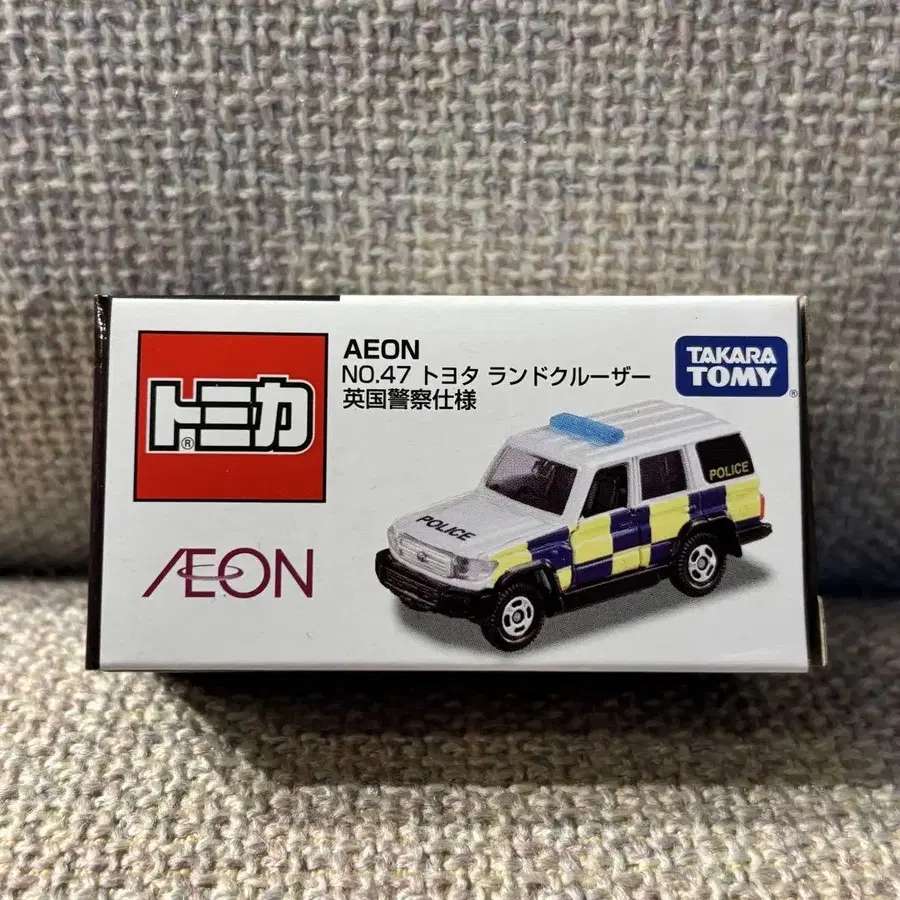 トミカ
®
AEON
AEON
NO.47 トヨタ ランドクルーザー
英国警察仕様
TAKARA
TOMY
®
POLICE
POLICE